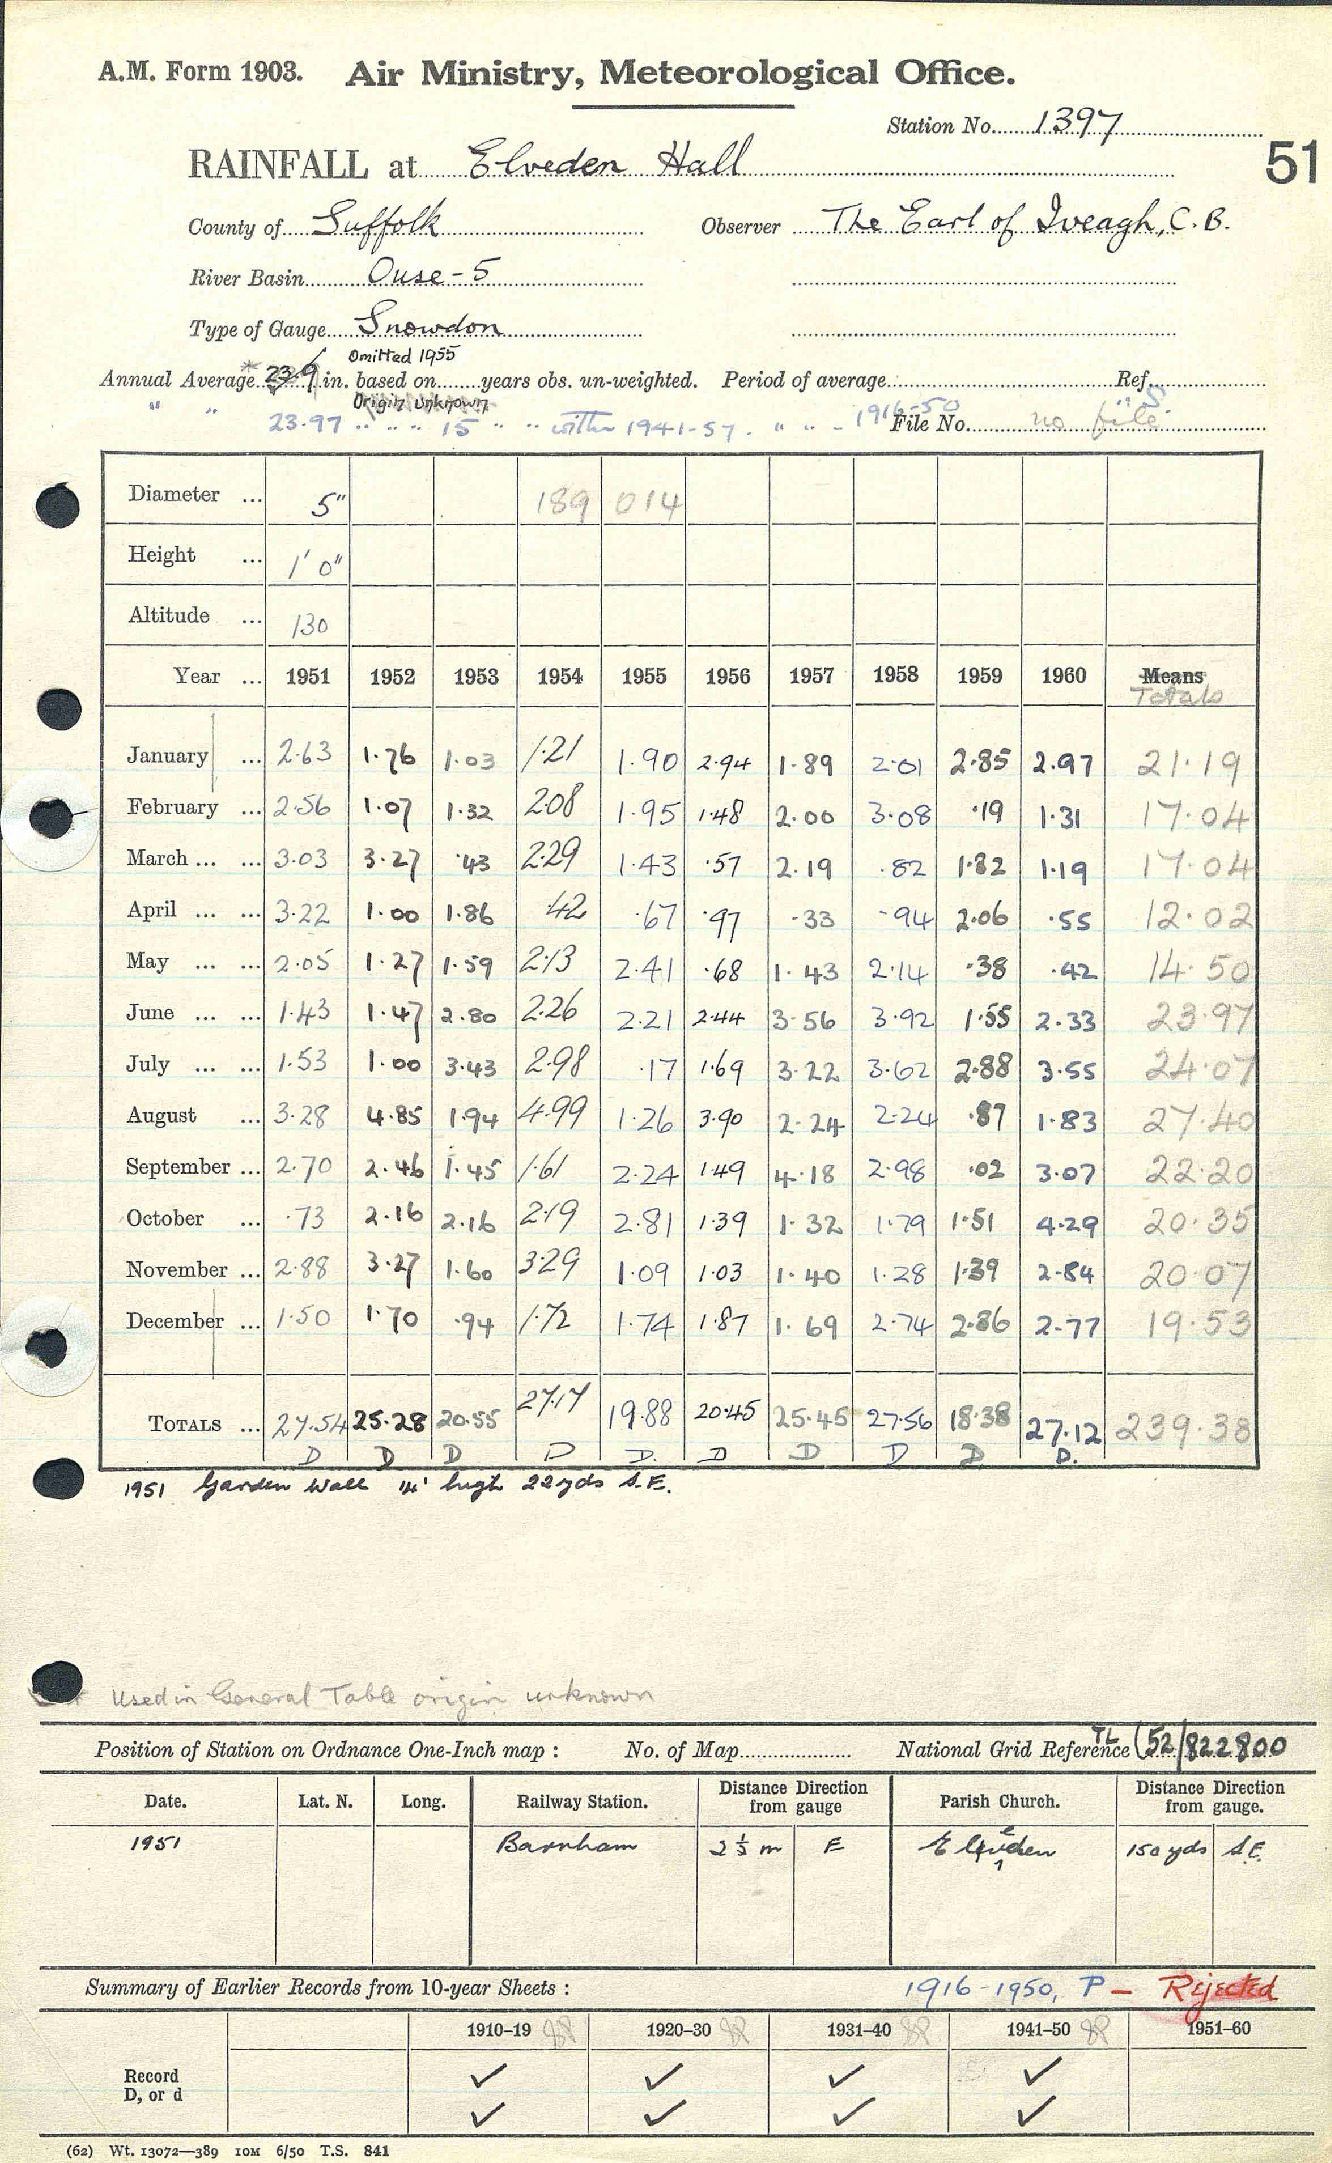 A.M. Form 1903. Air Ministry, Meteorological Office.
Station No. 1397
51
RAINFALL at Elveden Hall
County of Suffolk Observer The Earl of Iveagh, C.B.
River Basin Ouse-5
Type of Gauge Snowdon
Omitted 1955
Annual Average * 23.9 in. based on years obs. un-weighted. Period of average Ref.
Origin Unknown
" " 23.97 " " " 15 " " within 1941-57. " " - 1916-50 File No. no file
Diameter ... 5" 189 014
Height ... 1' 0"
Altitude ... 130
Year ... 1951 1952 1953 1954 1955 1956 1957 1958 1959 1960 Means
Totals
January ... 2.63 1.76 1.03 1.21 1.90 2.94 1.89 2.01 2.85 2.97 21.19
February ... 2.56 1.07 1.32 2.08 1.95 1.48 2.00 3.08 .19 1.31 17.04
March ... ... 3.03 3.27 .43 2.29 1.43 .57 2.19 .82 1.82 1.19 17.04
April ... ... 3.22 1.00 1.86 .42 .67 .97 .33 .94 2.06 .55 12.02
May ... ... 2.05 1.27 1.59 2.13 2.41 .68 1.43 2.14 .38 .42 14.50
June ... ... 1.43 1.47 2.80 2.26 2.21 2.44 3.56 3.92 1.55 2.33 23.97
July ... ... 1.53 1.00 3.43 2.98 .17 1.69 3.22 3.62 2.88 3.55 24.07
August ... 3.28 4.85 1.94 4.99 1.26 3.90 2.24 2.24 .87 1.83 27.40
September ... 2.70 2.46 1.45 1.61 2.24 1.49 4.18 2.98 .02 3.07 22.20
October ... .73 2.16 2.16 2.19 2.81 1.39 1.32 1.79 1.51 4.29 20.35
November ... 2.88 3.27 1.60 3.29 1.09 1.03 1.40 1.28 1.39 2.84 20.07
December ... 1.50 1.70 .94 1.72 1.74 1.87 1.69 2.74 2.86 2.77 19.53
TOTALS ... 27.54 25.28 20.55 27.17 19.88 20.45 25.45 27.56 18.38 27.12 239.38
D D D D D. D D D D D.
1951 Garden Wall 14' high 22yds S.E.
Used in General Table origin unknown
Position of Station on Ordnance One-Inch map : No. of Map National Grid Reference TL (52/822800
Date. Lat. N. Long. Railway Station. Distance Direction from gauge Parish Church. Distance Direction from gauge.
1951 Barnham 2 ½ m E Elveden 150 yds S.E.
Summary of Earlier Records from 10-year Sheets : 1916-1950, P - Rejected
1910–19 1920–30 1931–40 1941–50 1951–60
Record ✓ ✓ ✓ ✓
D, or d ✓ ✓ ✓ ✓
(62) Wt. 13072—389 10M 6/50 T.S. 841